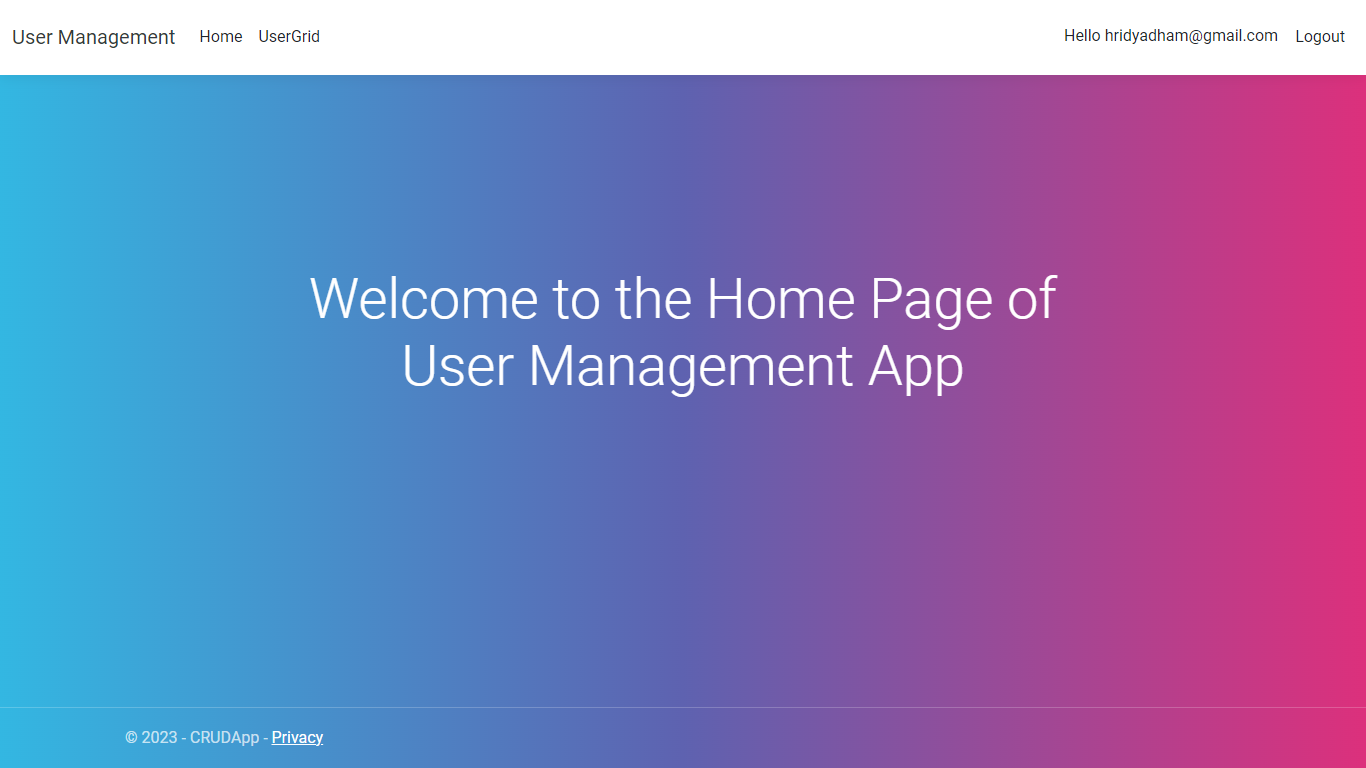 User Management Home UserGrid Hello hridyadham@gmail.com Logout
Welcome to the Home Page of
User Management App
© 2023 - CRUDApp - Privacy